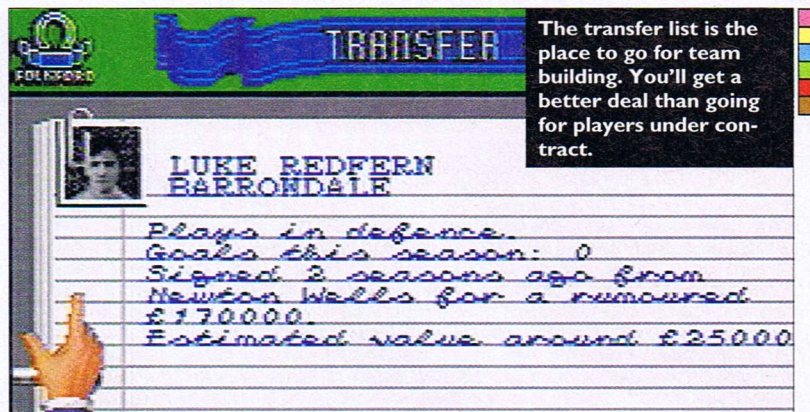 TRANSFER
The transfer list is the
place to go for team
building. You'll get a
better deal than going
for players under con-
tract.
LUKE REDFERN
BARRONDALE
Plays in defence.
Goals this season: 0
Signed 2 seasons ago from
Newton Wells for a rumoured
£170000.
Estimated value around £25000